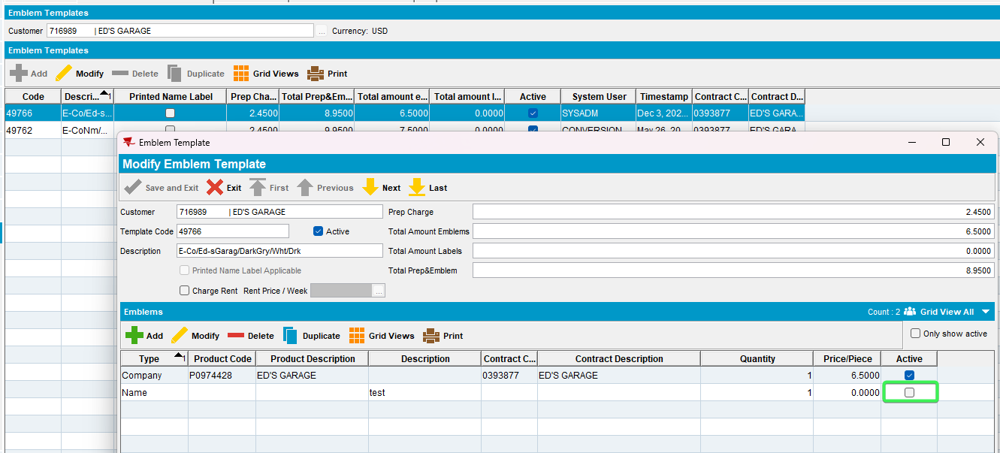 Emblem Templates
Customer 716989 | ED'S GARAGE ... Currency: USD
Emblem Templates
Add Modify Delete Duplicate Grid Views Print
Code Descri... 1 Printed Name Label Prep Cha... Total Prep&Em... Total amount e... Total amount l... Active System User Timestamp Contract C... Contract D...
49766 E-Co/Ed-s... 2.4500 8.9500 6.5000 0.0000 SYSADM Dec 3, 202... 0393877 ED'S GARA...
49762 E-CoNm/... 2.4500 9.9500 7.5000 0.0000 CONVERSION May 26, 20... 0393877 ED'S GARA...
Emblem Template
Modify Emblem Template
Save and Exit Exit First Previous Next Last
Customer 716989 | ED'S GARAGE Prep Charge 2.4500
Template Code 49766 Active Total Amount Emblems 6.5000
Description E-Co/Ed-sGarag/DarkGry/Wht/Drk Total Amount Labels 0.0000
Printed Name Label Applicable Total Prep&Emblem 8.9500
Charge Rent Rent Price / Week ...
Emblems Count : 2 Grid View All
Add Modify Delete Duplicate Grid Views Print Only show active
Type 1 Product Code Product Description Description Contract C... Contract Description Quantity Price/Piece Active
Company P0974428 ED'S GARAGE 0393877 ED'S GARAGE 1 6.5000
Name test 1 0.0000